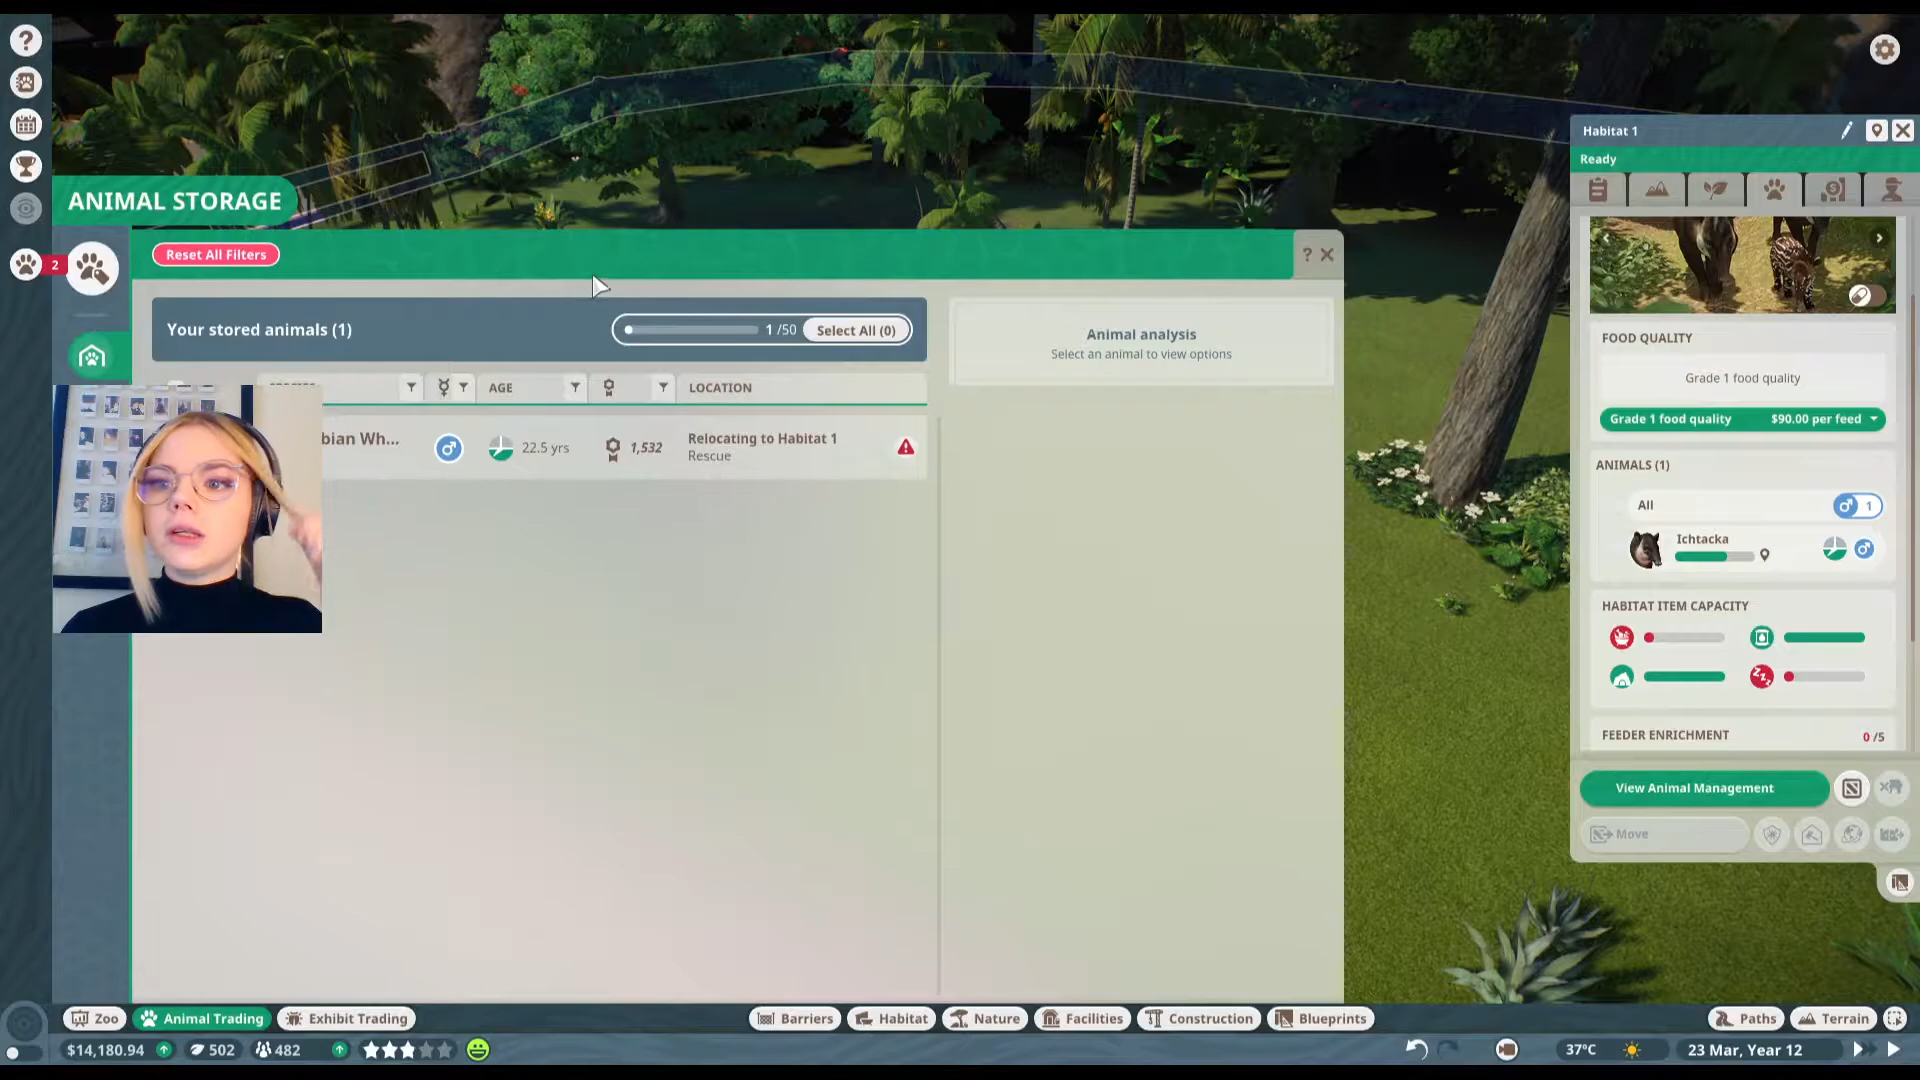 ANIMAL STORAGE
Reset All Filters
? ✕
Your stored animals (1)
1 /50
Select All (0)
AGE
LOCATION
bian Wh...
22.5 yrs
1,532
Relocating to Habitat 1
Rescue
Animal analysis
Select an animal to view options
2
Habitat 1
Ready
FOOD QUALITY
Grade 1 food quality
Grade 1 food quality $90.00 per feed
ANIMALS (1)
All
1
Ichtacka
HABITAT ITEM CAPACITY
FEEDER ENRICHMENT 0 /5
View Animal Management
Move
Zoo
Animal Trading
Exhibit Trading
Barriers
Habitat
Nature
Facilities
Construction
Blueprints
Paths
Terrain
$14,180.94
502
482
37°C
23 Mar, Year 12